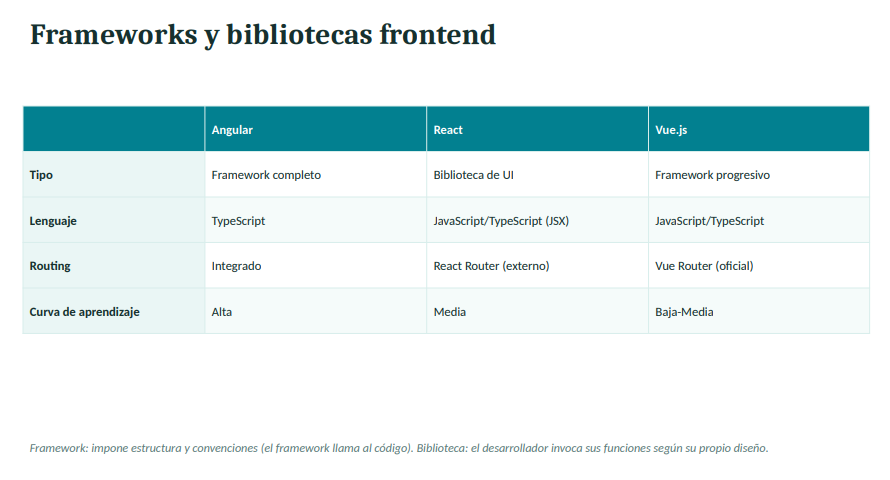 Frameworks y bibliotecas frontend
Angular React Vue.js
Tipo Framework completo Biblioteca de UI Framework progresivo
Lenguaje TypeScript JavaScript/TypeScript (JSX) JavaScript/TypeScript
Routing Integrado React Router (externo) Vue Router (oficial)
Curva de aprendizaje Alta Media Baja-Media
Framework: impone estructura y convenciones (el framework llama al código). Biblioteca: el desarrollador invoca sus funciones según su propio diseño.